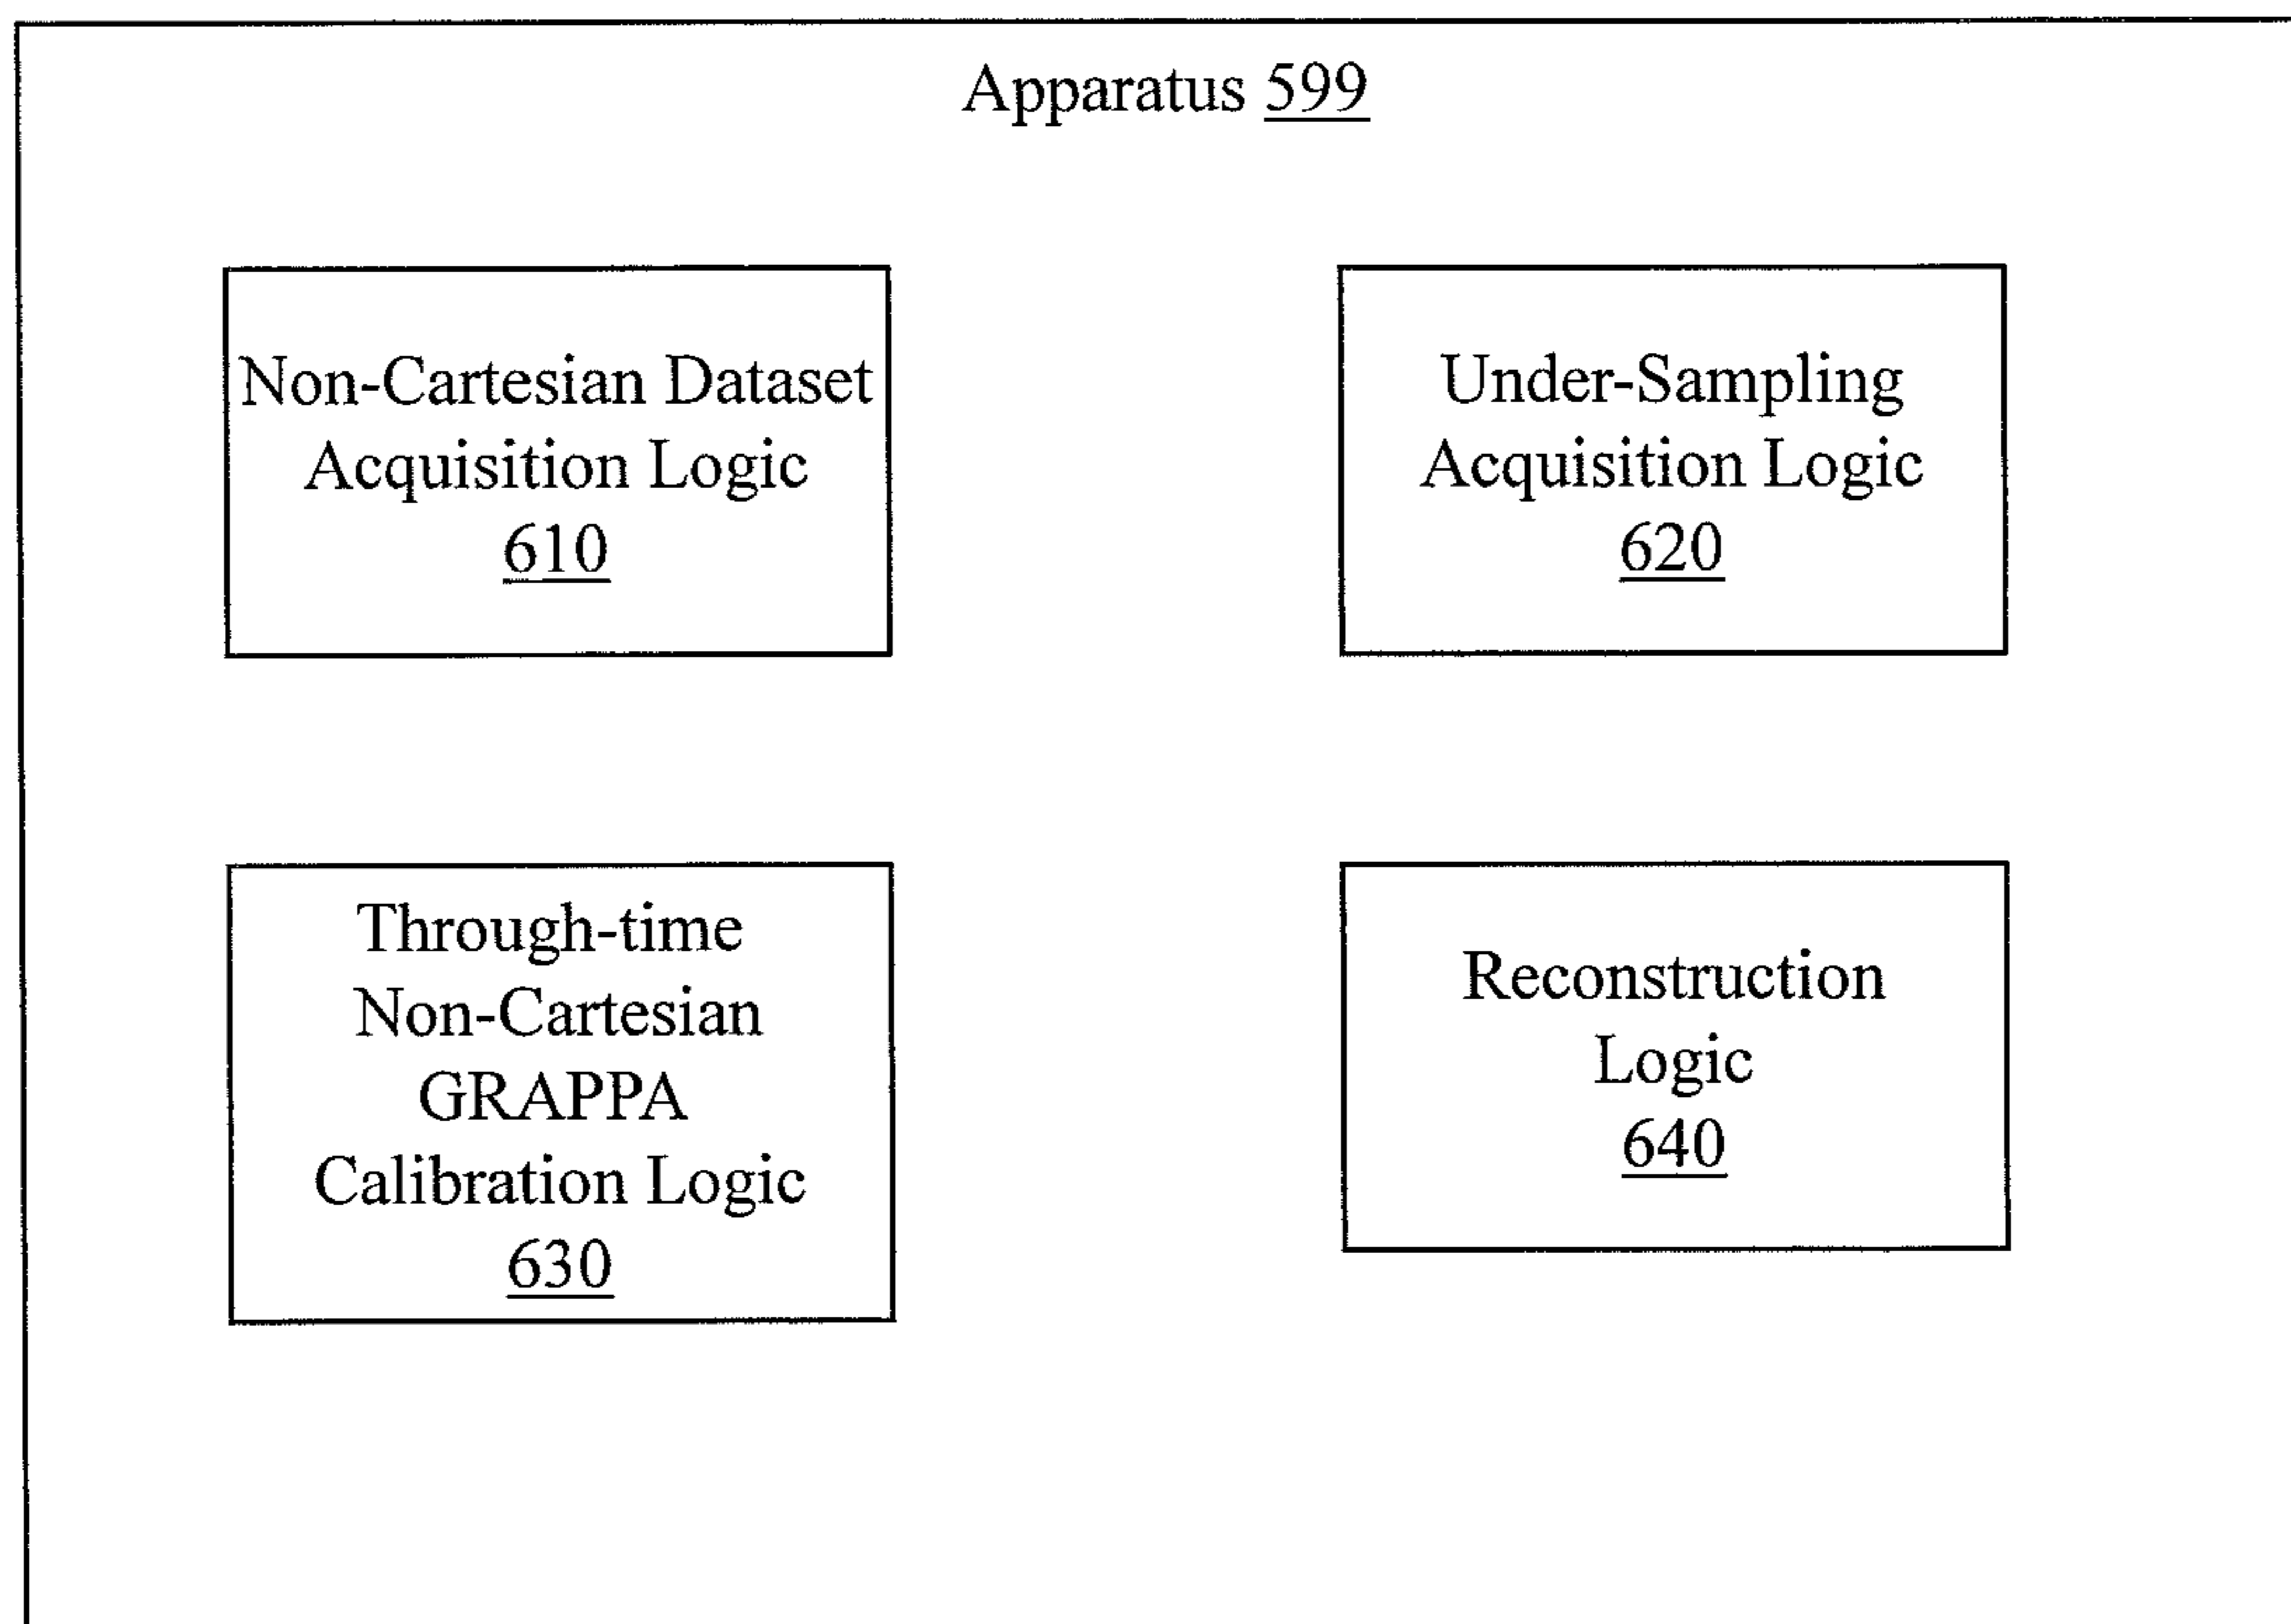 Apparatus 599
Non-Cartesian Dataset
Acquisition Logic
610
Under-Sampling
Acquisition Logic
620
Through-time
Non-Cartesian
GRAPPA
Calibration Logic
630
Reconstruction
Logic
640